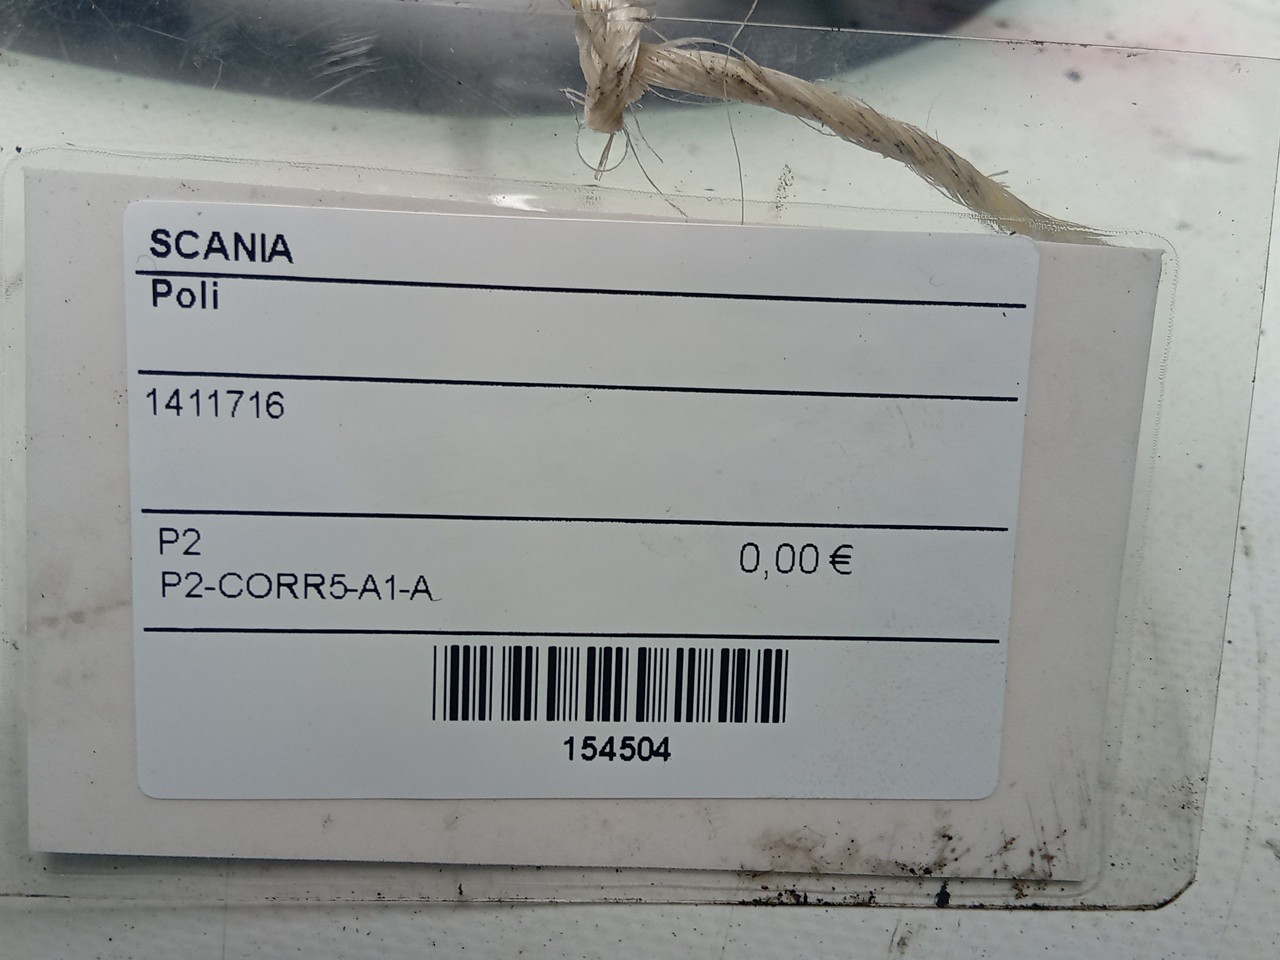 SCANIA
Poli
1411716
P2
0,00 €
P2-CORR5-A1-A
154504